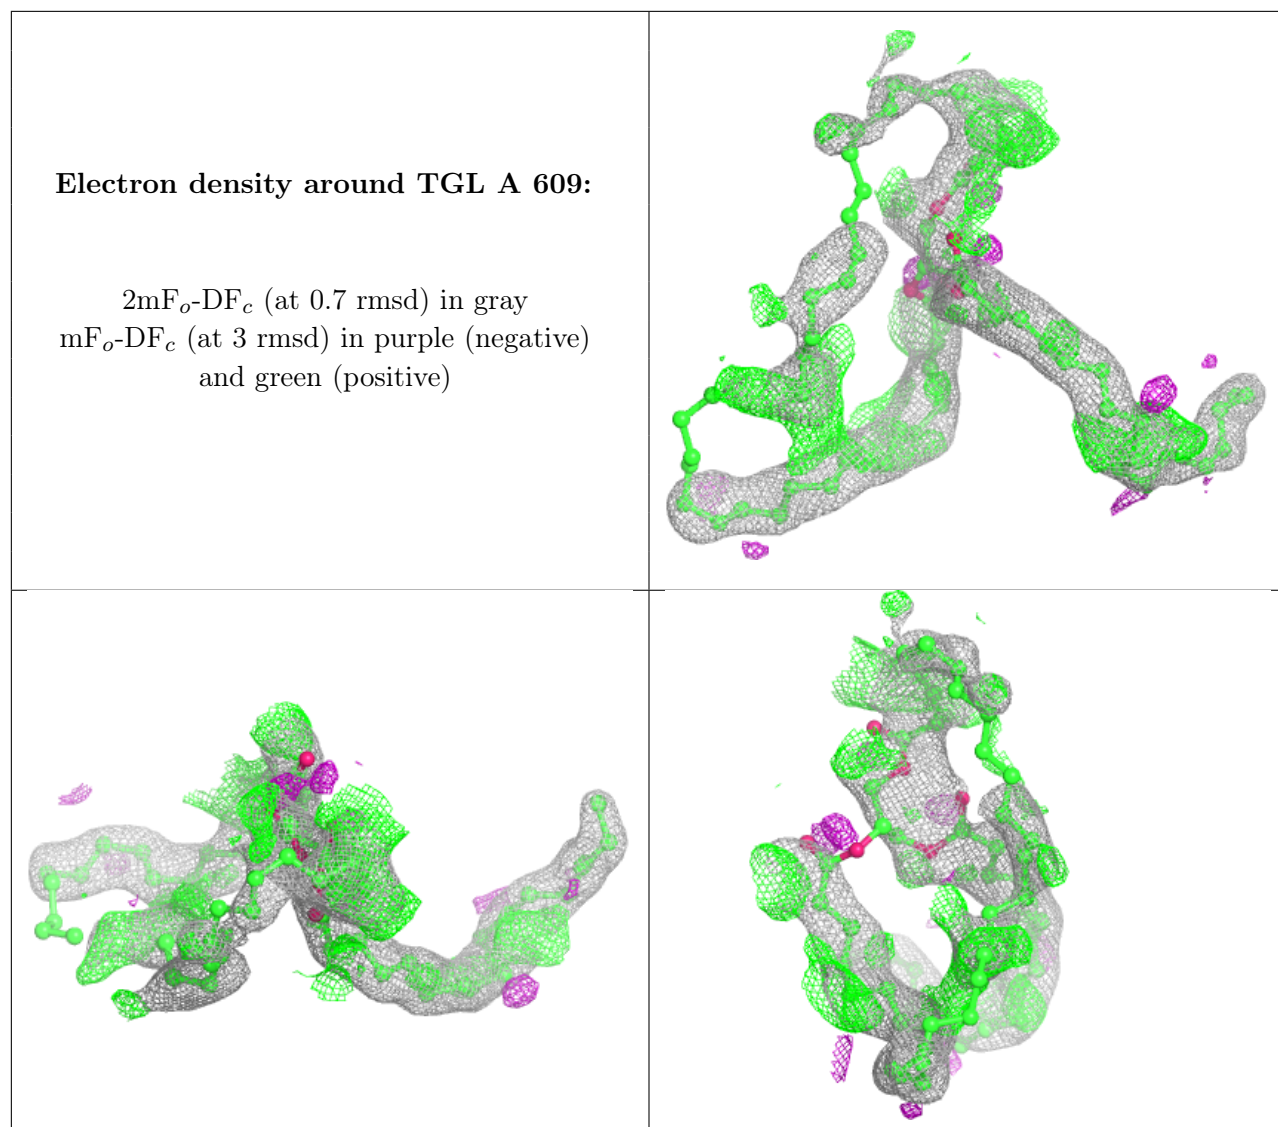 Electron density around TGL A 609:
2mFo-DFc (at 0.7 rmsd) in gray
mFo-DFc (at 3 rmsd) in purple (negative)
and green (positive)